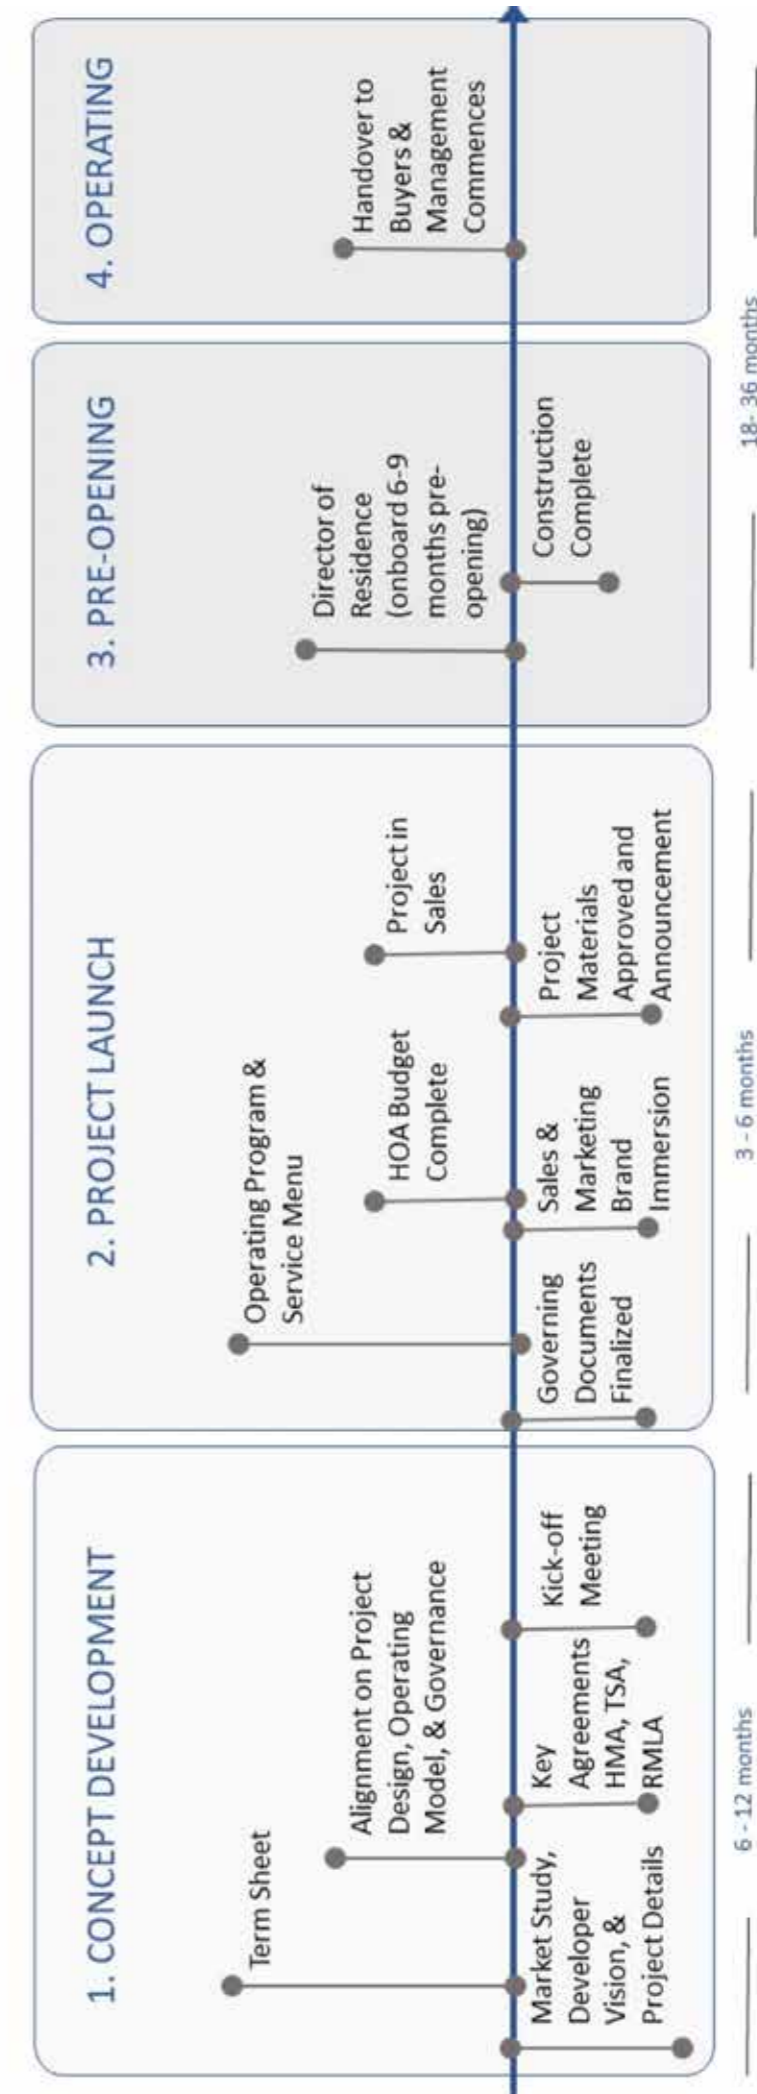 1. CONCEPT DEVELOPMENT
Term Sheet
Alignment on Project
Design, Operating
Model, & Governance
Market Study,
Developer
Vision, &
Project Details
Key
Agreements
HMA, TSA,
RMLA
Kick-off
Meeting
6 - 12 months
2. PROJECT LAUNCH
Operating Program &
Service Menu
HOA Budget
Complete
Project in
Sales
Governing
Documents
Finalized
Sales &
Marketing
Brand
Immersion
Project
Materials
Approved and
Announcement
3 - 6 months
3. PRE-OPENING
Director of
Residence
(onboard 6-9
months pre-
opening)
Construction
Complete
4. OPERATING
Handover to
Buyers &
Management
Commences
18- 36 months